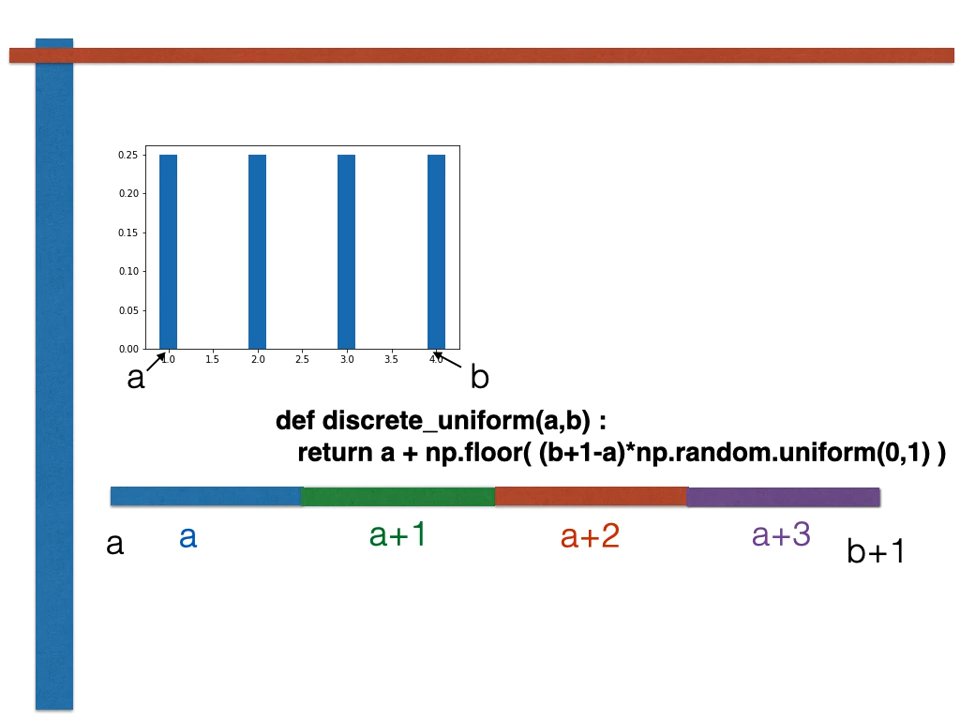 0.25
0.20
0.15
0.10
0.05
0.00
1.0 1.5 2.0 2.5 3.0 3.5 4.0
a b
def discrete_uniform(a,b) :
return a + np.floor( (b+1-a)*np.random.uniform(0,1) )
a a a+1 a+2 a+3 b+1